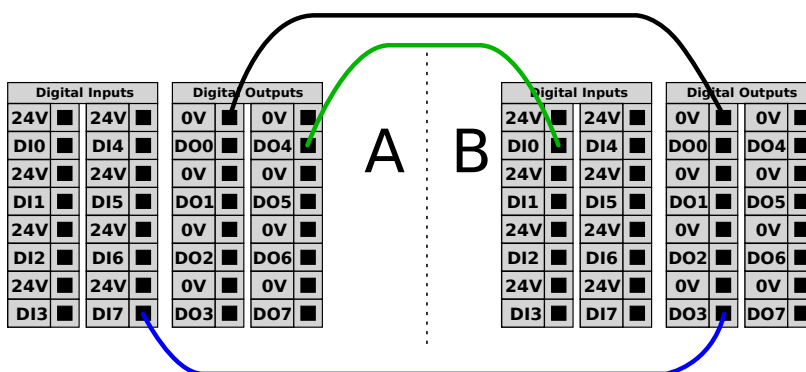 Digital Inputs Digital Outputs Digital Inputs Digital Outputs
24V 24V 0V 0V 24V 24V 0V 0V
DI0 DI4 DO0 DO4 A B DI0 DI4 DO0 DO4
24V 24V 0V 0V 24V 24V 0V 0V
DI1 DI5 DO1 DO5 DI1 DI5 DO1 DO5
24V 24V 0V 0V 24V 24V 0V 0V
DI2 DI6 DO2 DO6 DI2 DI6 DO2 DO6
24V 24V 0V 0V 24V 24V 0V 0V
DI3 DI7 DO3 DO7 DI3 DI7 DO3 DO7